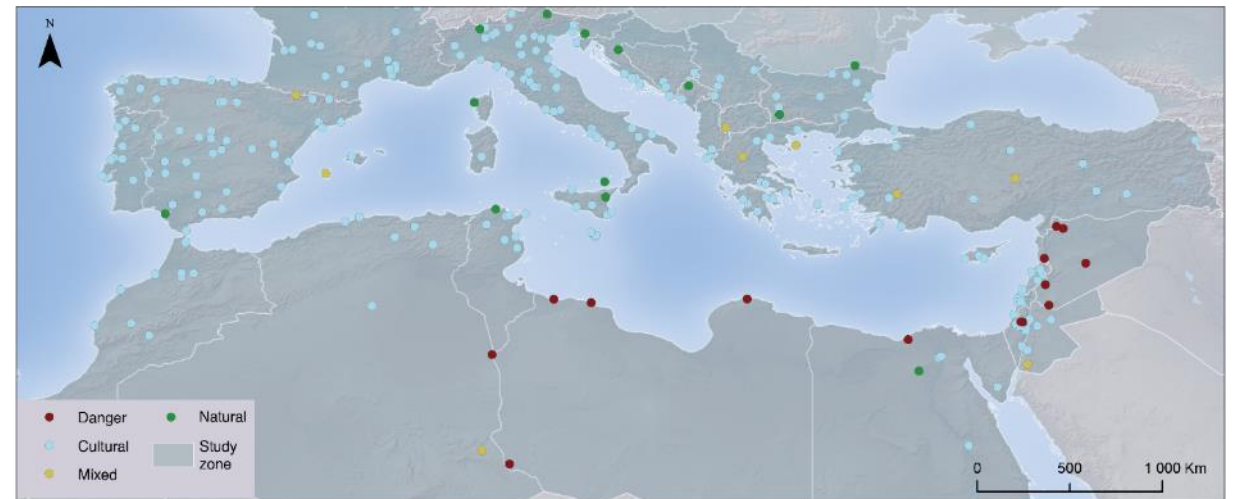 N
Danger
Natural
Cultural
Study
zone
Mixed
0 500 1 000 Km